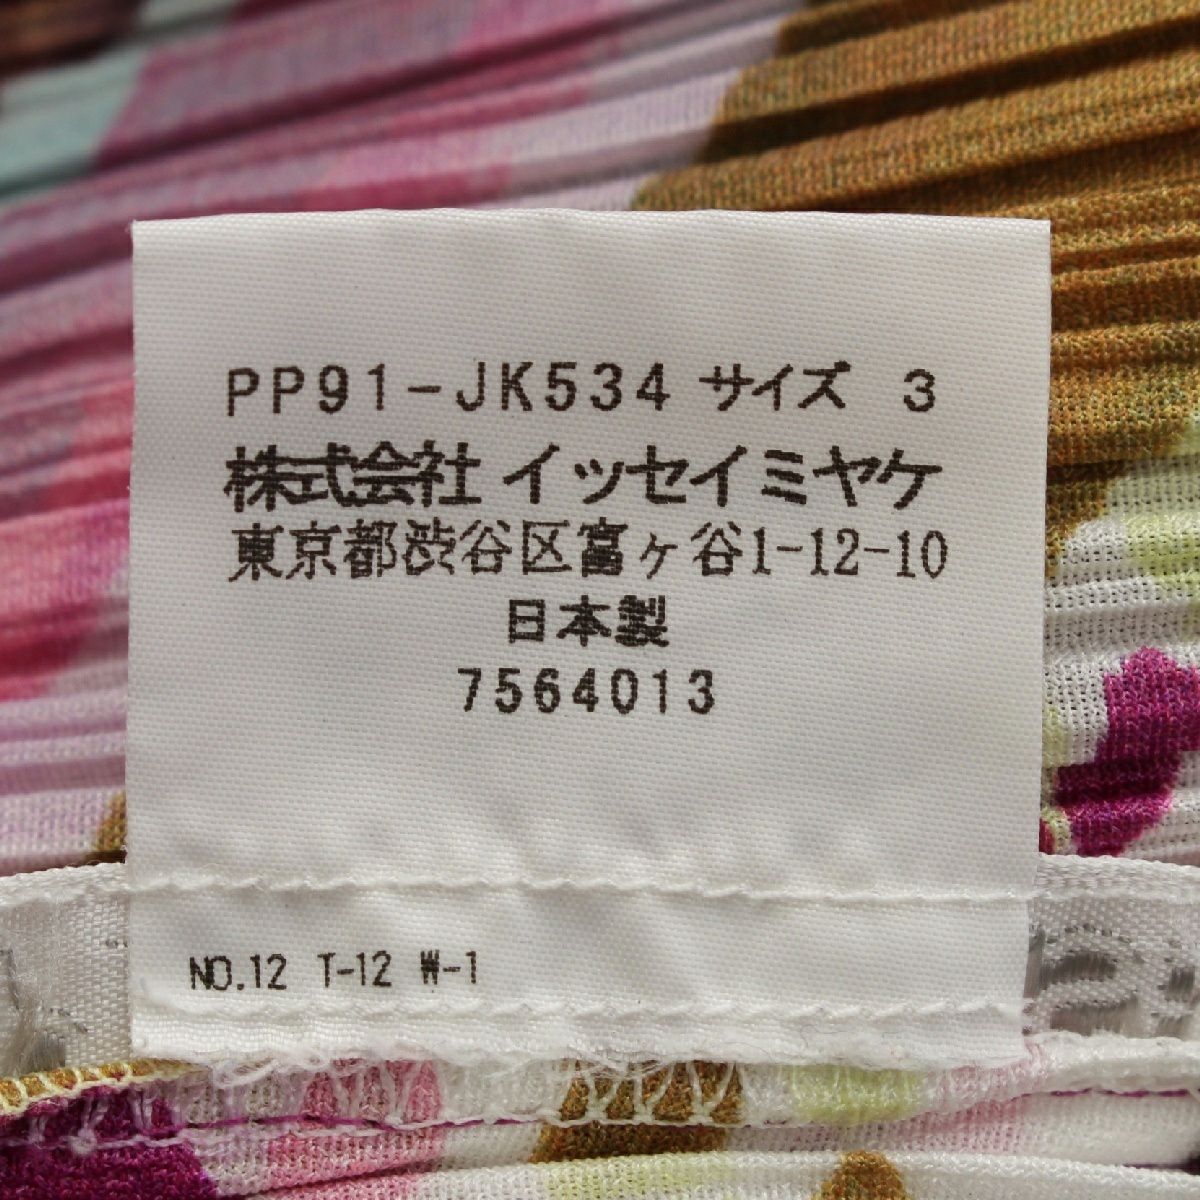 PP91-JK534 サイズ 3
株式会社 イッセイミヤケ
東京都渋谷区富ヶ谷1-12-10
日本製
7564013
NO.12 T-12 W-1